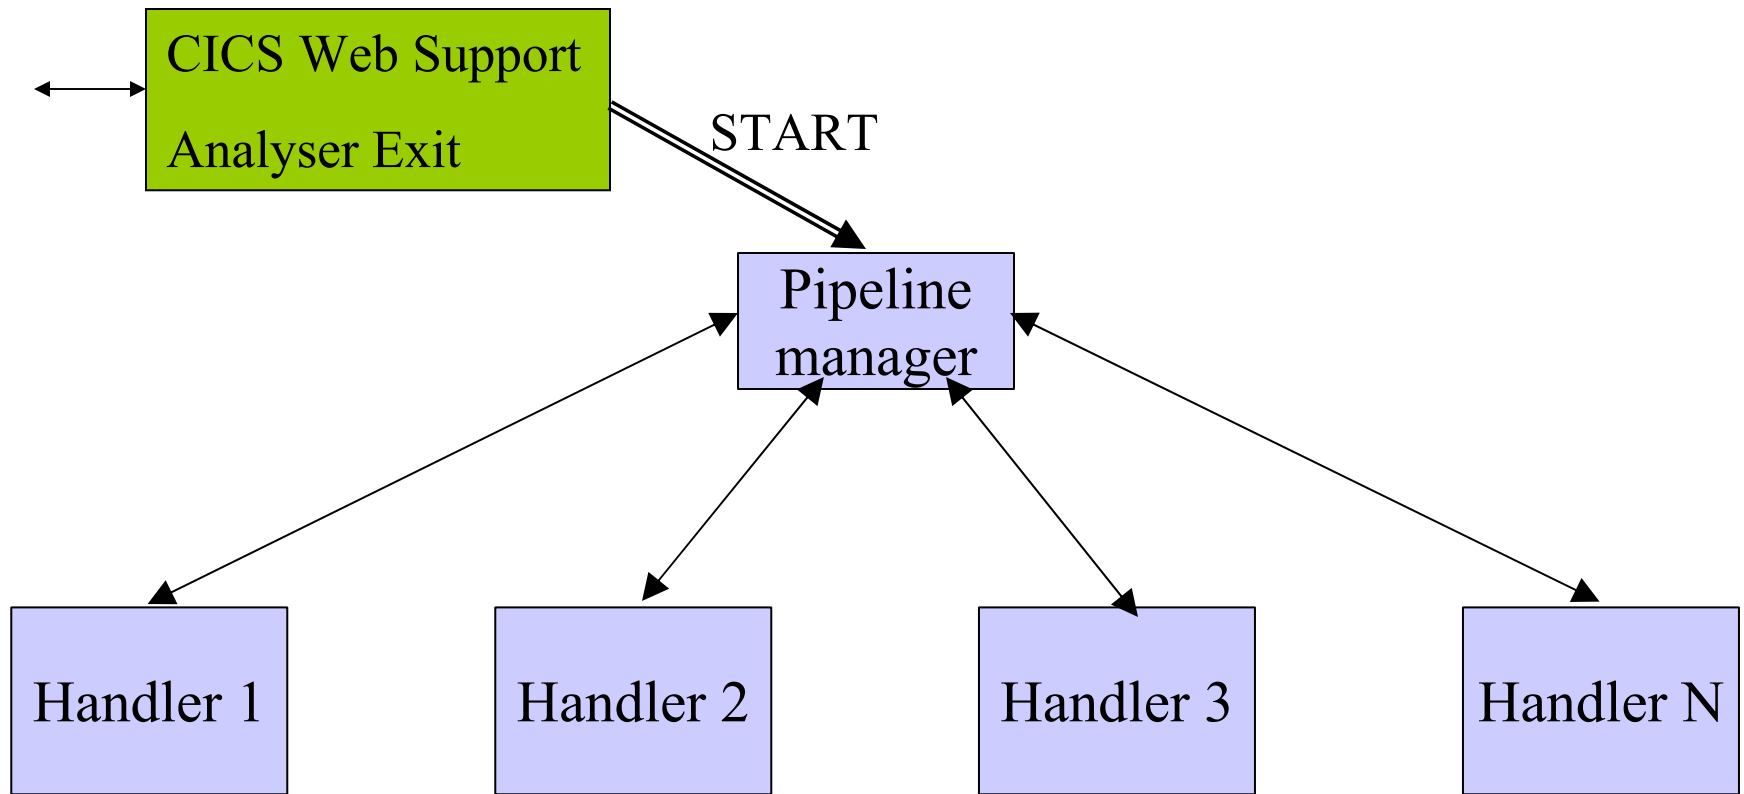 CICS Web Support
Analyser Exit
START
Pipeline
manager
Handler 1
Handler 2
Handler 3
Handler N